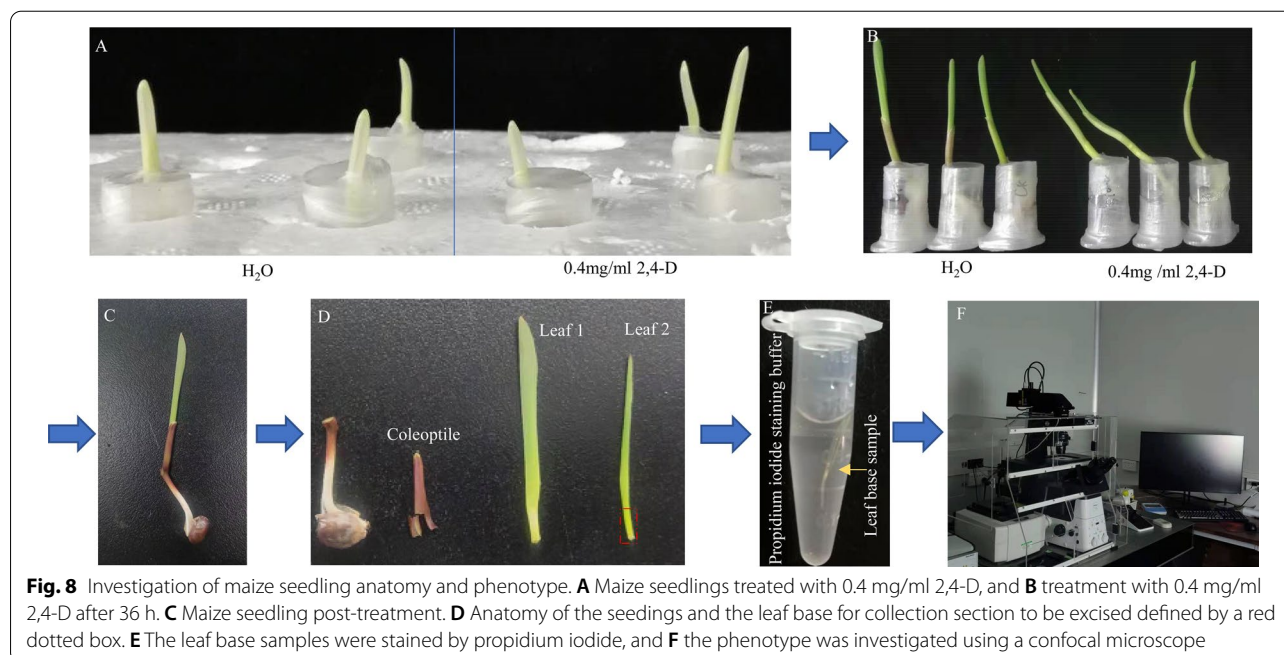 A
B
H₂O
0.4mg/ml 2,4-D
H₂O
0.4mg /ml 2,4-D
C
D
Coleoptile
Leaf 1
Leaf 2
E
Propidium iodide staining buffer
Leaf base sample
F
Fig. 8 Investigation of maize seedling anatomy and phenotype. A Maize seedlings treated with 0.4 mg/ml 2,4-D, and B treatment with 0.4 mg/ml
2,4-D after 36 h. C Maize seedling post-treatment. D Anatomy of the seedings and the leaf base for collection section to be excised defined by a red
dotted box. E The leaf base samples were stained by propidium iodide, and F the phenotype was investigated using a confocal microscope